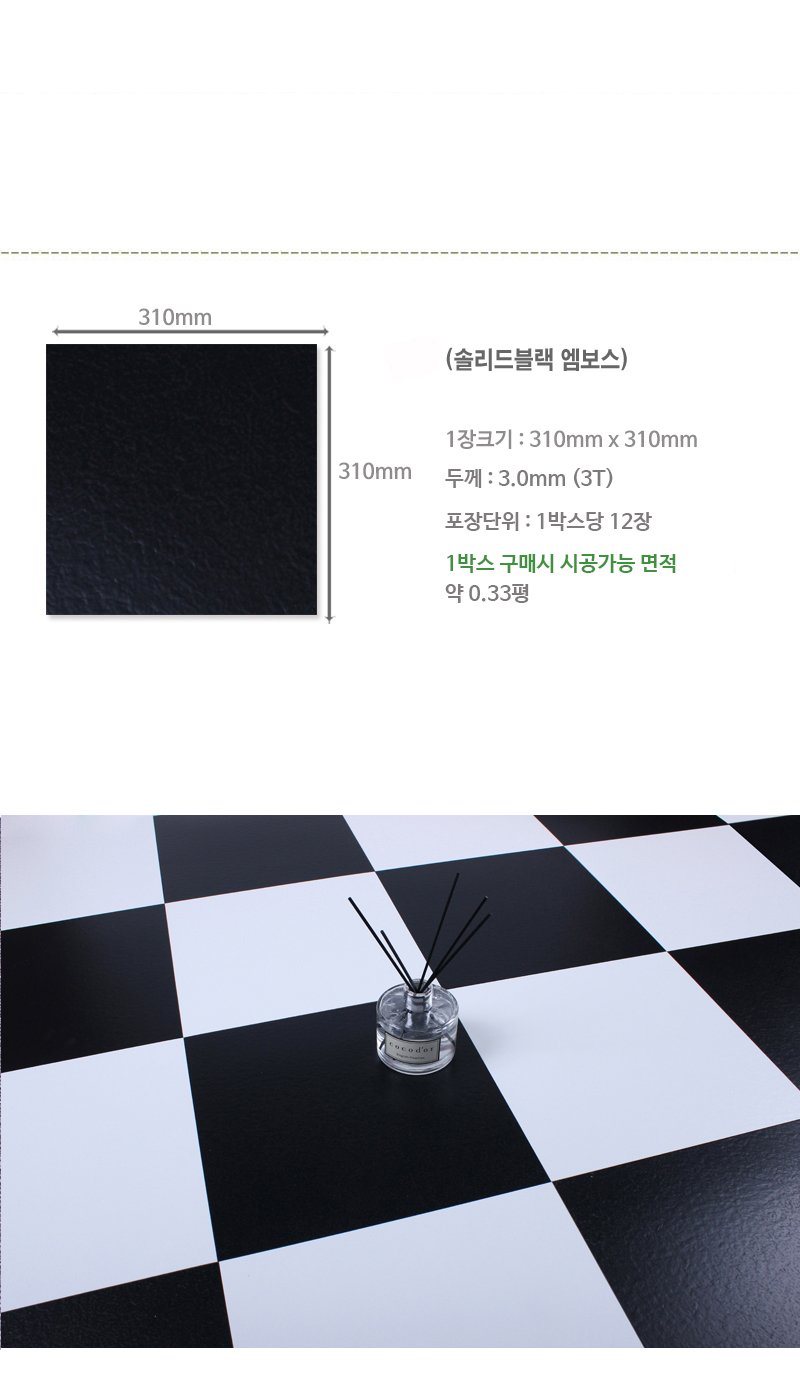 310mm
310mm
(솔리드블랙 엠보스)
1장크기 : 310mm x 310mm
두께 : 3.0mm (3T)
포장단위 : 1박스당 12장
1박스 구매시 시공가능 면적
약 0.33평
cocodor